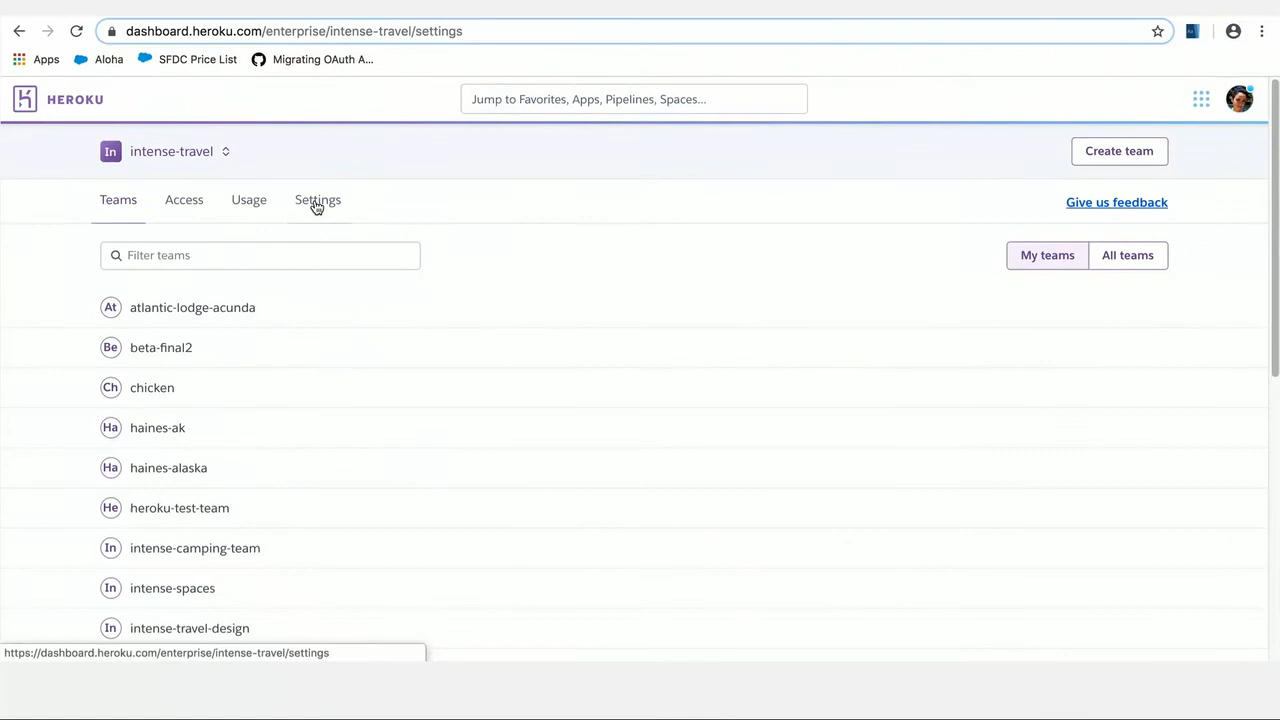 dashboard.heroku.com/enterprise/intense-travel/settings
Apps Aloha SFDC Price List Migrating OAuth A...
HEROKU Jump to Favorites, Apps, Pipelines, Spaces...
In intense-travel Create team
Teams Access Usage Settings Give us feedback
Filter teams My teams All teams
At atlantic-lodge-acunda
Be beta-final2
Ch chicken
Ha haines-ak
Ha haines-alaska
He heroku-test-team
In intense-camping-team
In intense-spaces
In intense-travel-design
https://dashboard.heroku.com/enterprise/intense-travel/settings